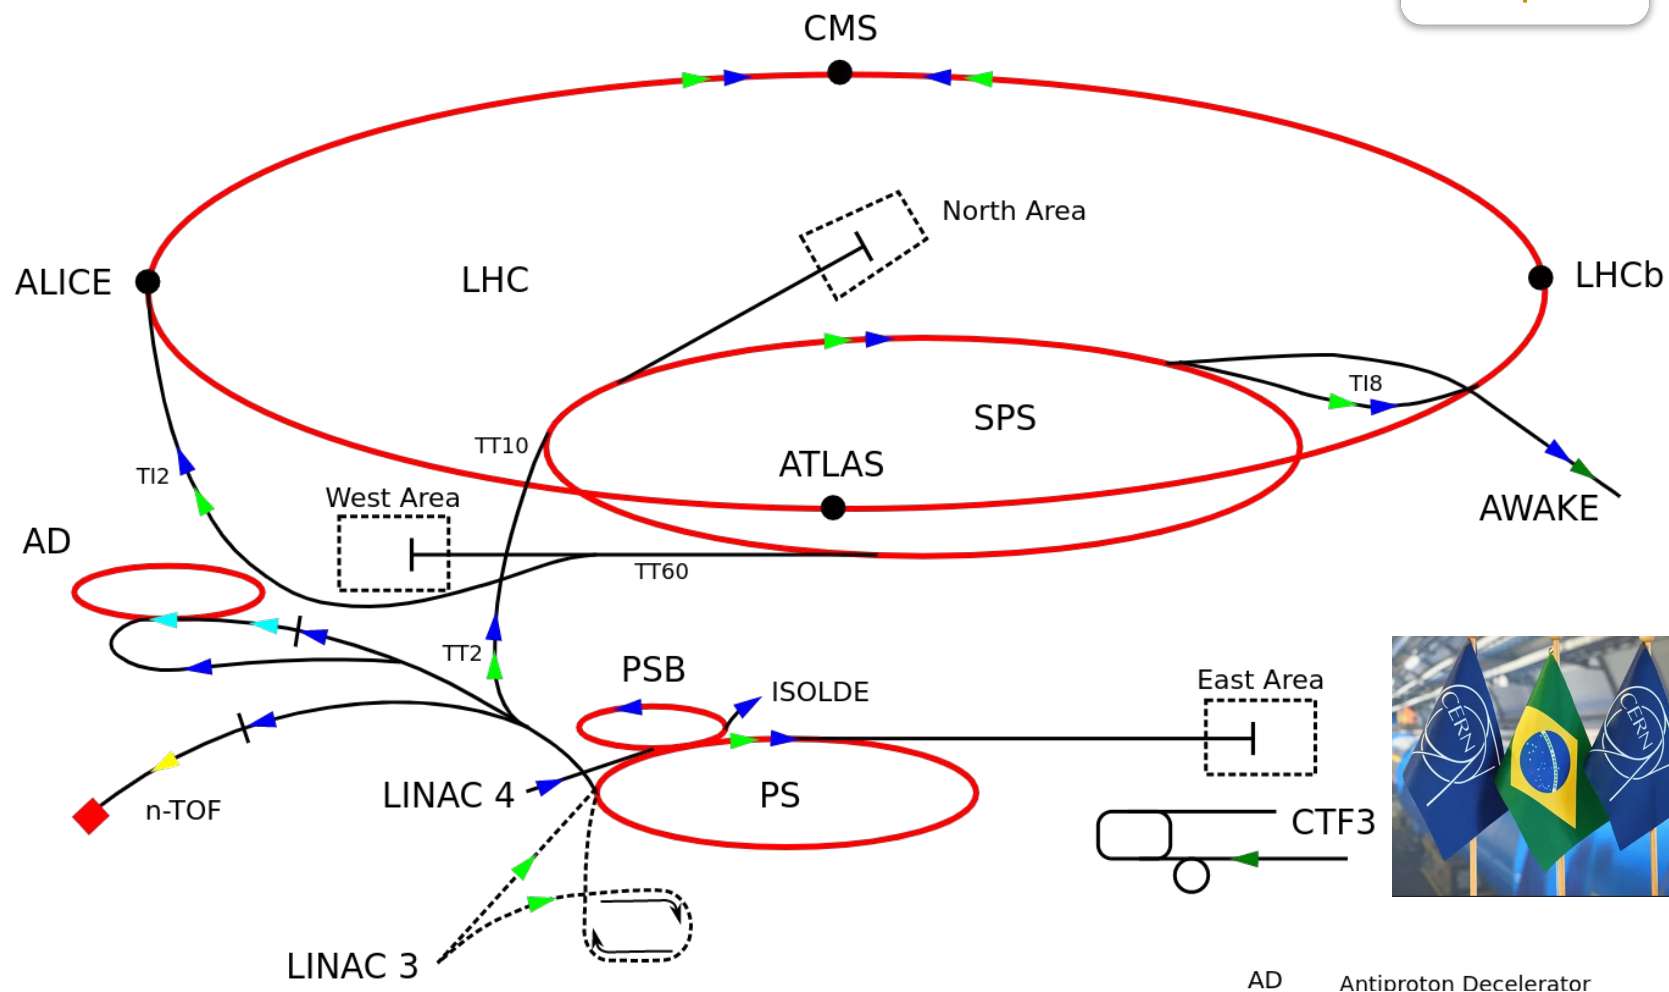 CMS
North Area
ALICE
LHC
LHCb
TI8
SPS
TT10
ATLAS
TI2
West Area
AWAKE
AD
TT60
TT2
PSB
ISOLDE
East Area
LINAC 4
PS
n-TOF
CTF3
CERN
CERN
LINAC 3
AD Antiproton Decelerator